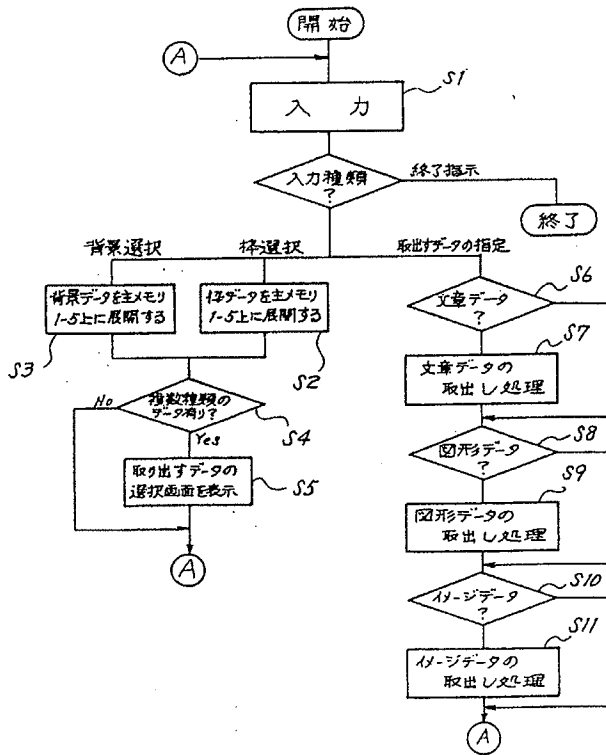 開始
A
S1
入力
入力種類
?
終了指示
終了
背景選択
枠選択
取出すデータの指定
背景データを主メモリ
1-5上に展開する
S3
枠データを主メモリ
1-5上に展開する
S2
複数種類の
データ有り?
S4
No
Yes
取り出すデータの
選択画面を表示
S5
A
文章データ
?
S6
文章データの
取出し処理
S7
図形データ
?
S8
図形データの
取出し処理
S9
イメージデータ
?
S10
イメージデータの
取出し処理
S11
A